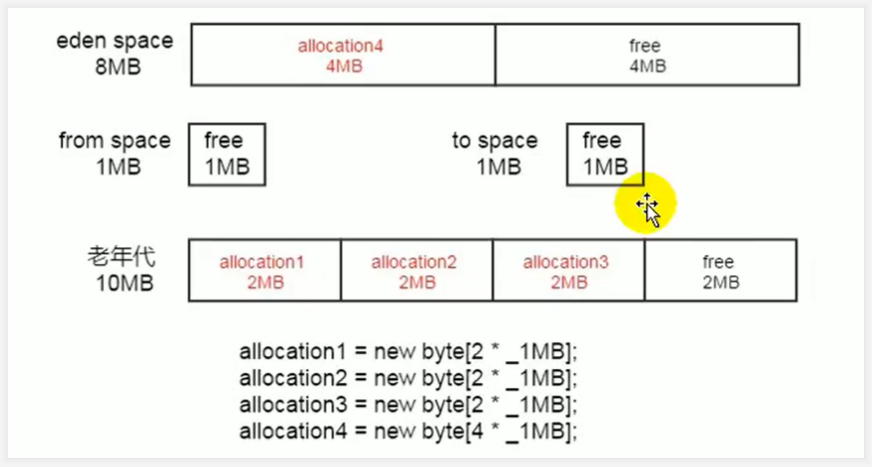 eden space
8MB
allocation4
4MB
free
4MB
from space
1MB
free
1MB
to space
1MB
free
1MB
老年代
10MB
allocation1
2MB
allocation2
2MB
allocation3
2MB
free
2MB
allocation1 = new byte[2 * _1MB];
allocation2 = new byte[2 * _1MB];
allocation3 = new byte[2 * _1MB];
allocation4 = new byte[4 * _1MB];